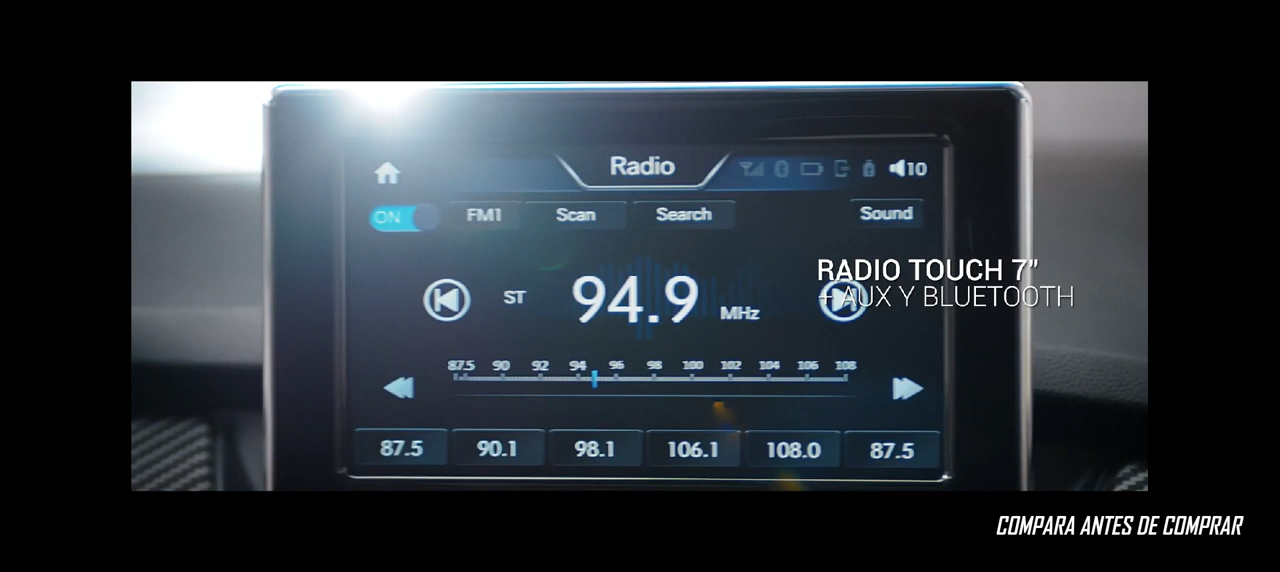 Radio
10
ON
FM1
Scan
Search
Sound
RADIO TOUCH 7"
+ AUX Y BLUETOOTH
ST
94.9
MHz
87.5 90 92 94 96 98 100 102 104 106 108
87.5 90.1 98.1 106.1 108.0 87.5
COMPARA ANTES DE COMPRAR